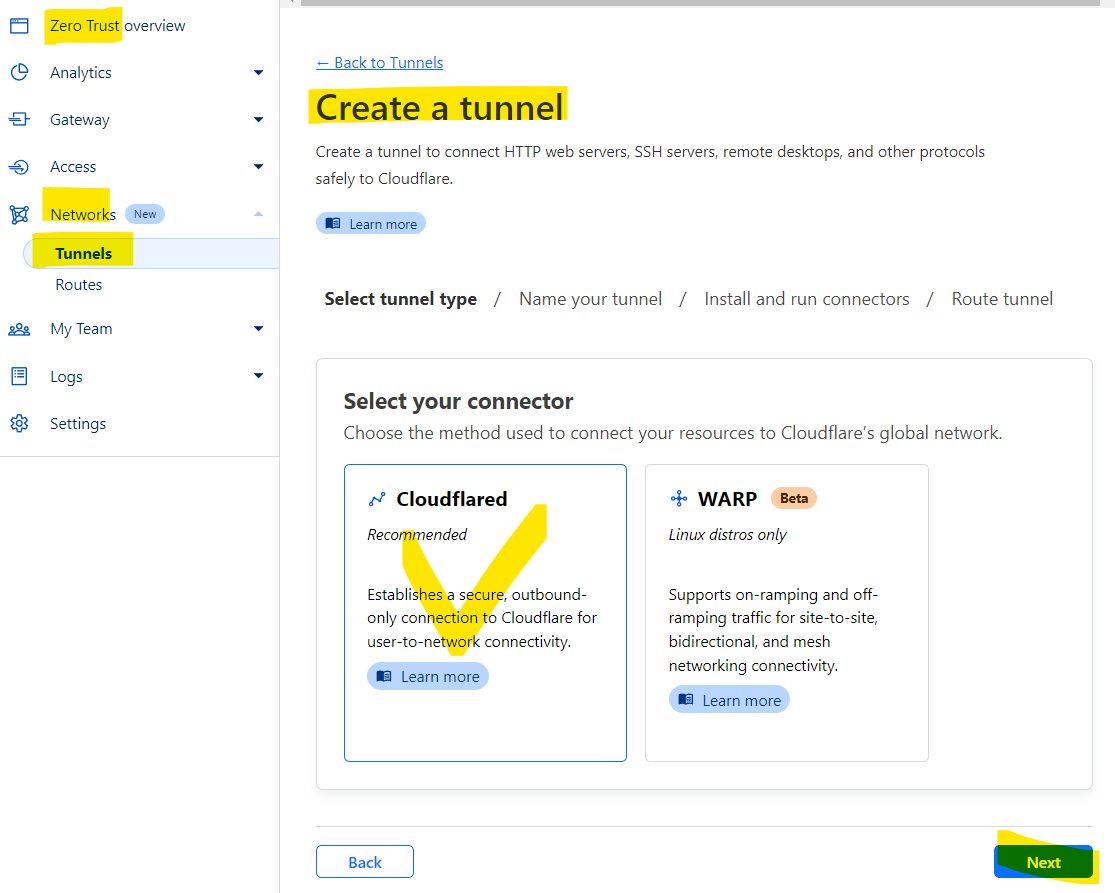 Zero Trust overview
Analytics
Gateway
Access
Networks New
Tunnels
Routes
My Team
Logs
Settings
← Back to Tunnels
Create a tunnel
Create a tunnel to connect HTTP web servers, SSH servers, remote desktops, and other protocols
safely to Cloudflare.
Learn more
Select tunnel type / Name your tunnel / Install and run connectors / Route tunnel
Select your connector
Choose the method used to connect your resources to Cloudflare’s global network.
Cloudflared
Recommended
Establishes a secure, outbound-
only connection to Cloudflare for
user-to-network connectivity.
Learn more
WARP Beta
Linux distros only
Supports on-ramping and off-
ramping traffic for site-to-site,
bidirectional, and mesh
networking connectivity.
Learn more
Back
Next